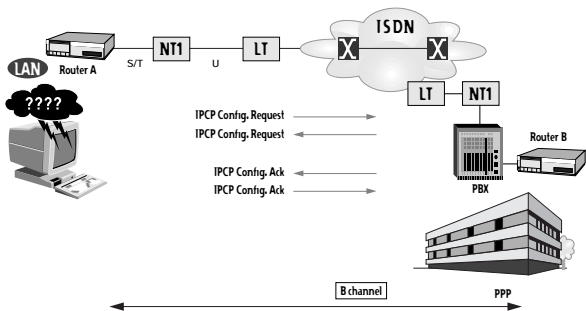 ISDN
Router A
S/T
NT1
U
LT
LAN
????
LT
NT1
IPCP Config. Request
IPCP Config. Request
Router B
IPCP Config. Ack
IPCP Config. Ack
PBX
B channel
PPP